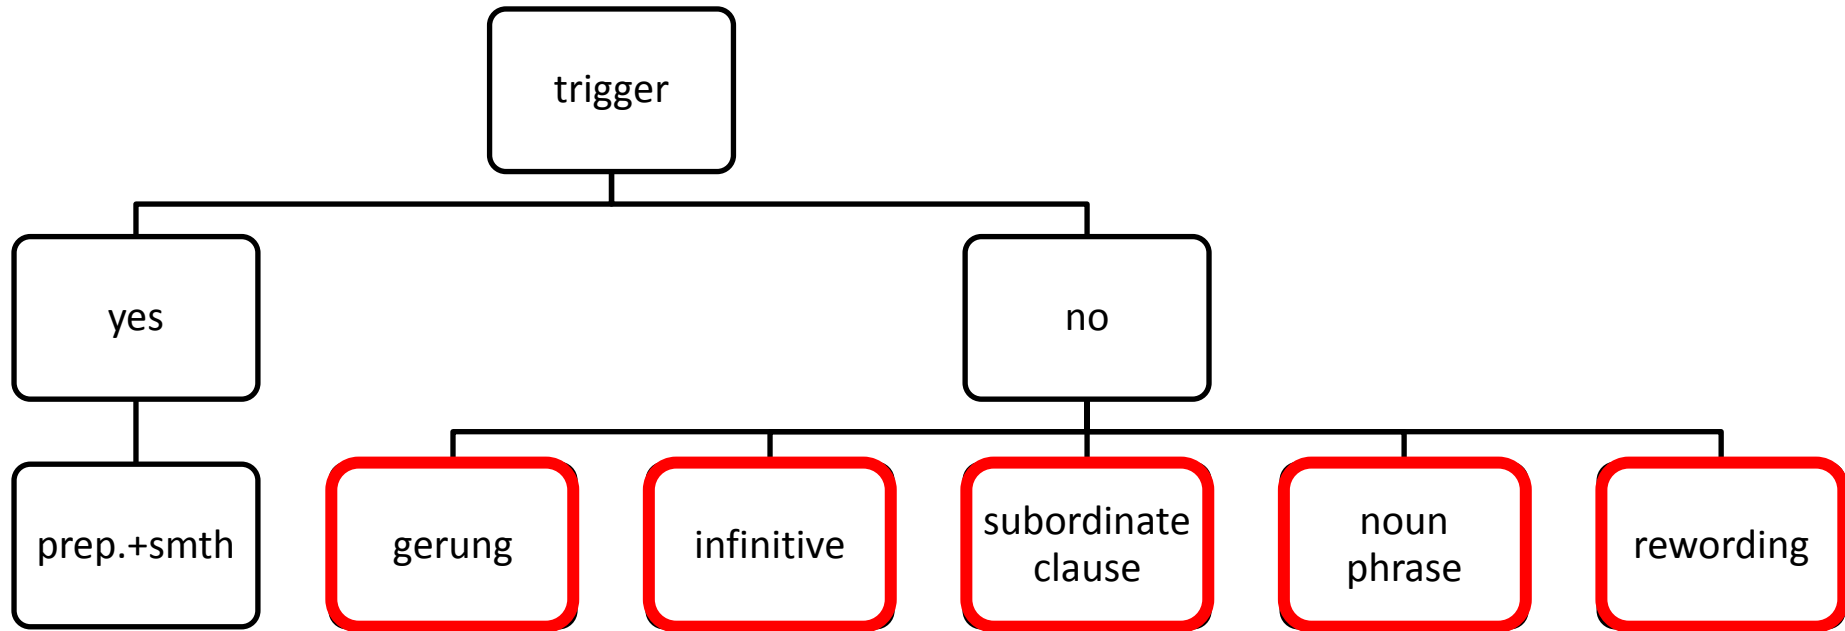 trigger
yes
no
prep.+smth
gerung
infinitive
subordinate
clause
noun
phrase
rewording